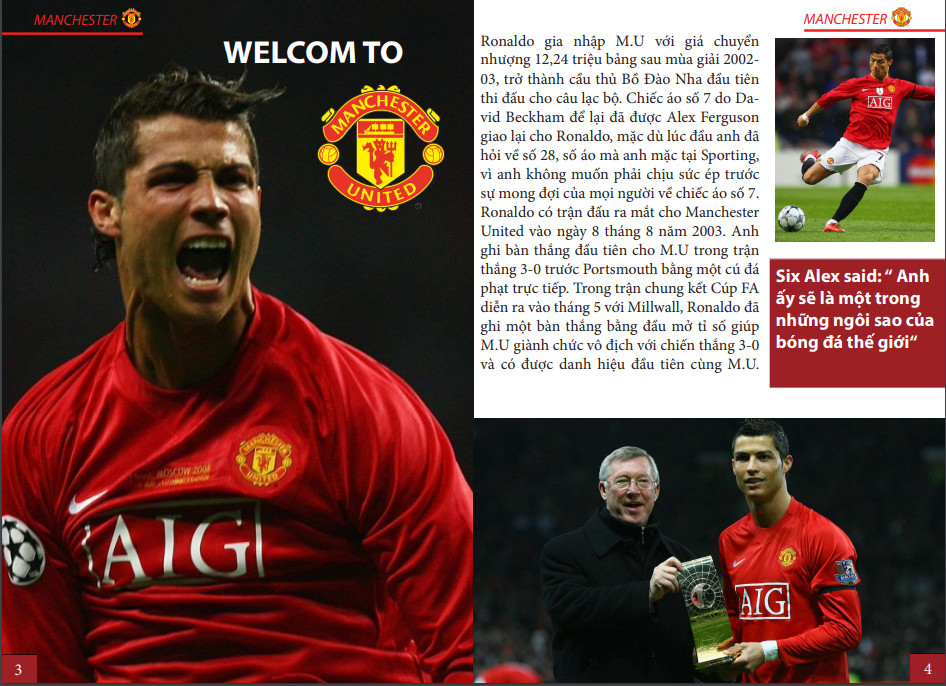 MANCHESTER
WELCOM TO
MANCHESTER
UNITED
MOSCOW 2008
AIG
3
MANCHESTER
Ronaldo gia nhập M.U với giá chuyển
nhượng 12,24 triệu bảng sau mùa giải 2002-
03, trở thành cầu thủ Bồ Đào Nha đầu tiên
thi đấu cho câu lạc bộ. Chiếc áo số 7 do Da-
vid Beckham để lại đã được Alex Ferguson
giao lại cho Ronaldo, mặc dù lúc đầu anh đã
hỏi về số 28, số áo mà anh mặc tại Sporting,
vì anh không muốn phải chịu sức ép trước
sự mong đợi của mọi người về chiếc áo số 7.
Ronaldo có trận đấu ra mắt cho Manchester
United vào ngày 8 tháng 8 năm 2003. Anh
ghi bàn thắng đầu tiên cho M.U trong trận
thắng 3-0 trước Portsmouth bằng một cú đá
phạt trực tiếp. Trong trận chung kết Cúp FA
diễn ra vào tháng 5 với Millwall, Ronaldo đã
ghi một bàn thắng bằng đầu mở tỉ số giúp
M.U giành chức vô địch với chiến thắng 3-0
và có được danh hiệu đầu tiên cùng M.U.
AIG
7
Six Alex said: “ Anh
ấy sẽ là một trong
những ngôi sao của
bóng đá thế giới“
AIG
4